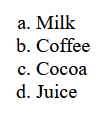 a. Milk
b. Coffee
c. Cocoa
d. Juice